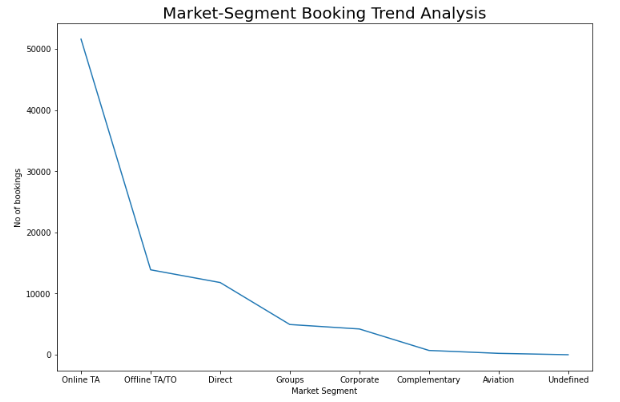 Market-Segment Booking Trend Analysis
50000
40000
30000
20000
10000
0
No of bookings
Online TA Offline TA/TO Direct Groups Corporate Complementary Aviation Undefined
Market Segment